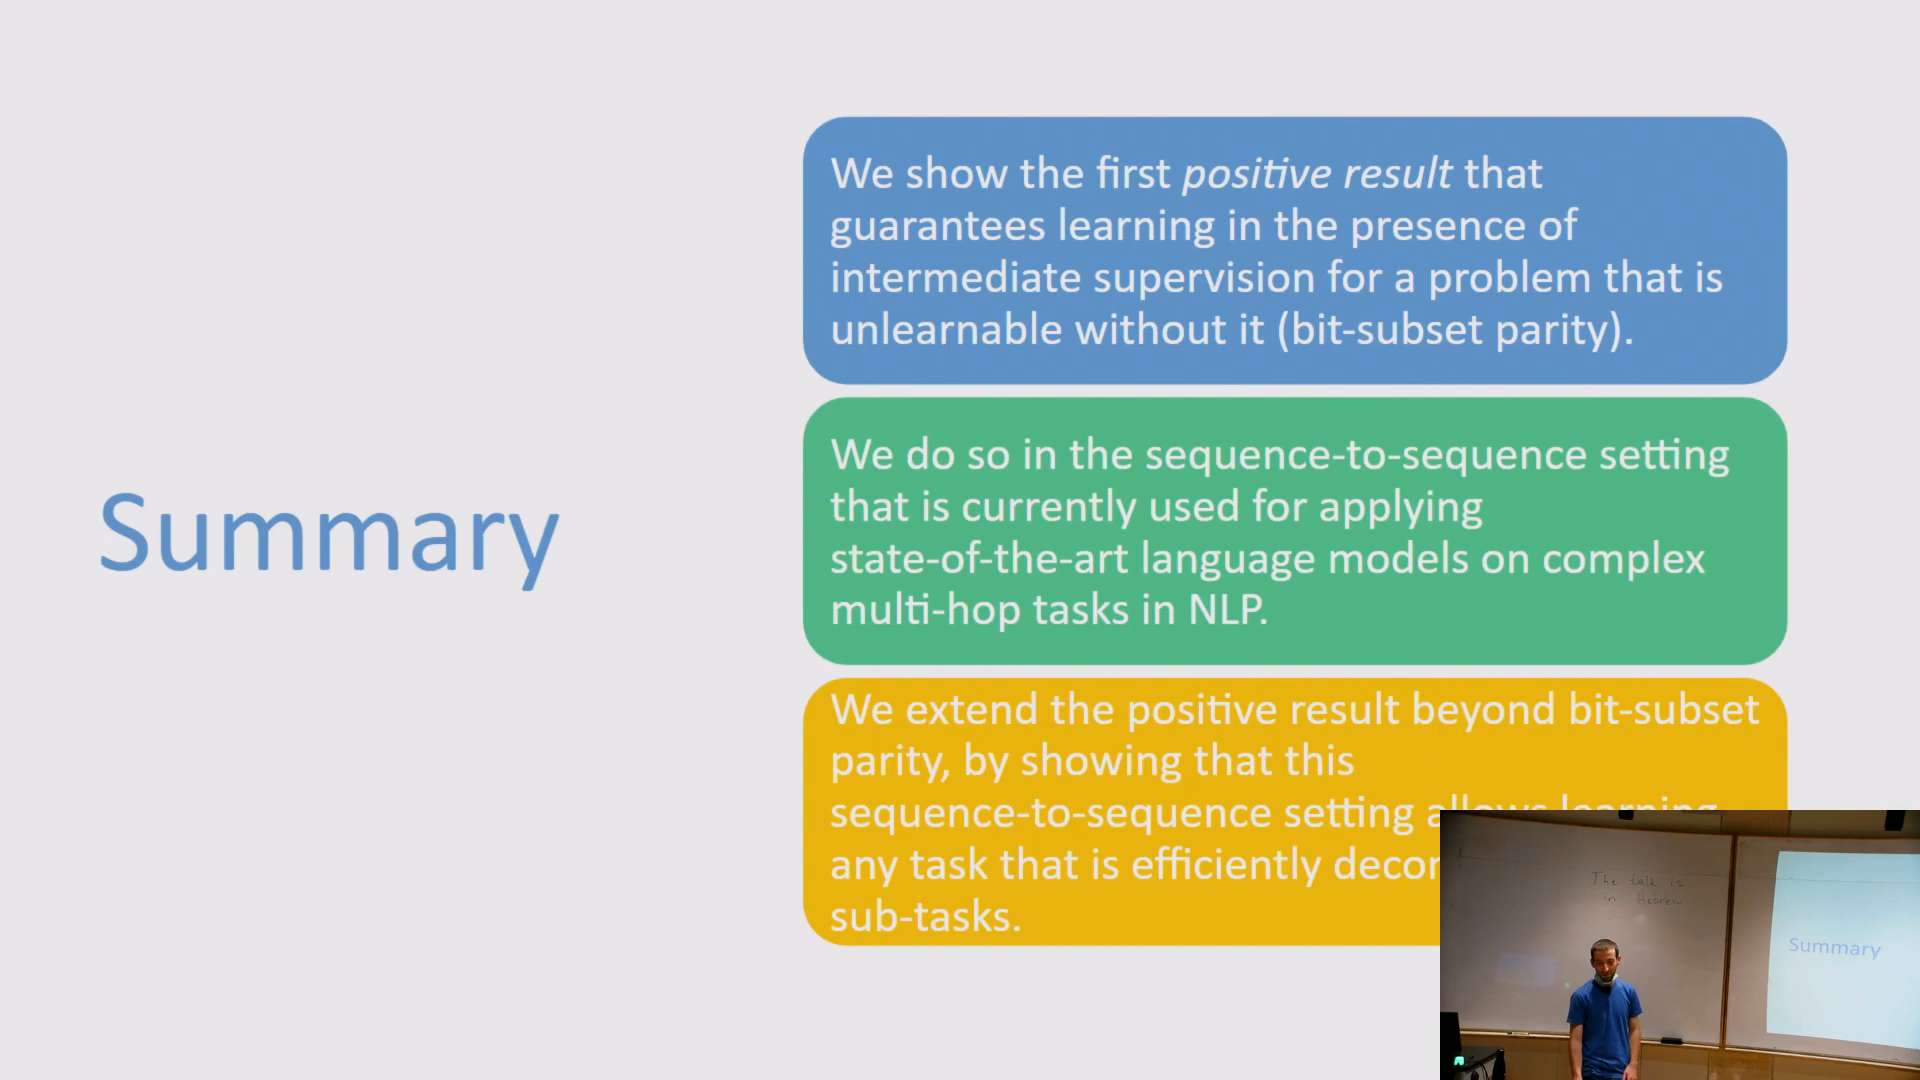 Summary
We show the first positive result that
guarantees learning in the presence of
intermediate supervision for a problem that is
unlearnable without it (bit-subset parity).
We do so in the sequence-to-sequence setting
that is currently used for applying
state-of-the-art language models on complex
multi-hop tasks in NLP.
We extend the positive result beyond bit-subset
parity, by showing that this
sequence-to-sequence setting allows learning
any task that is efficiently
sub-tasks.
The talk is
in Hebrew
Summary